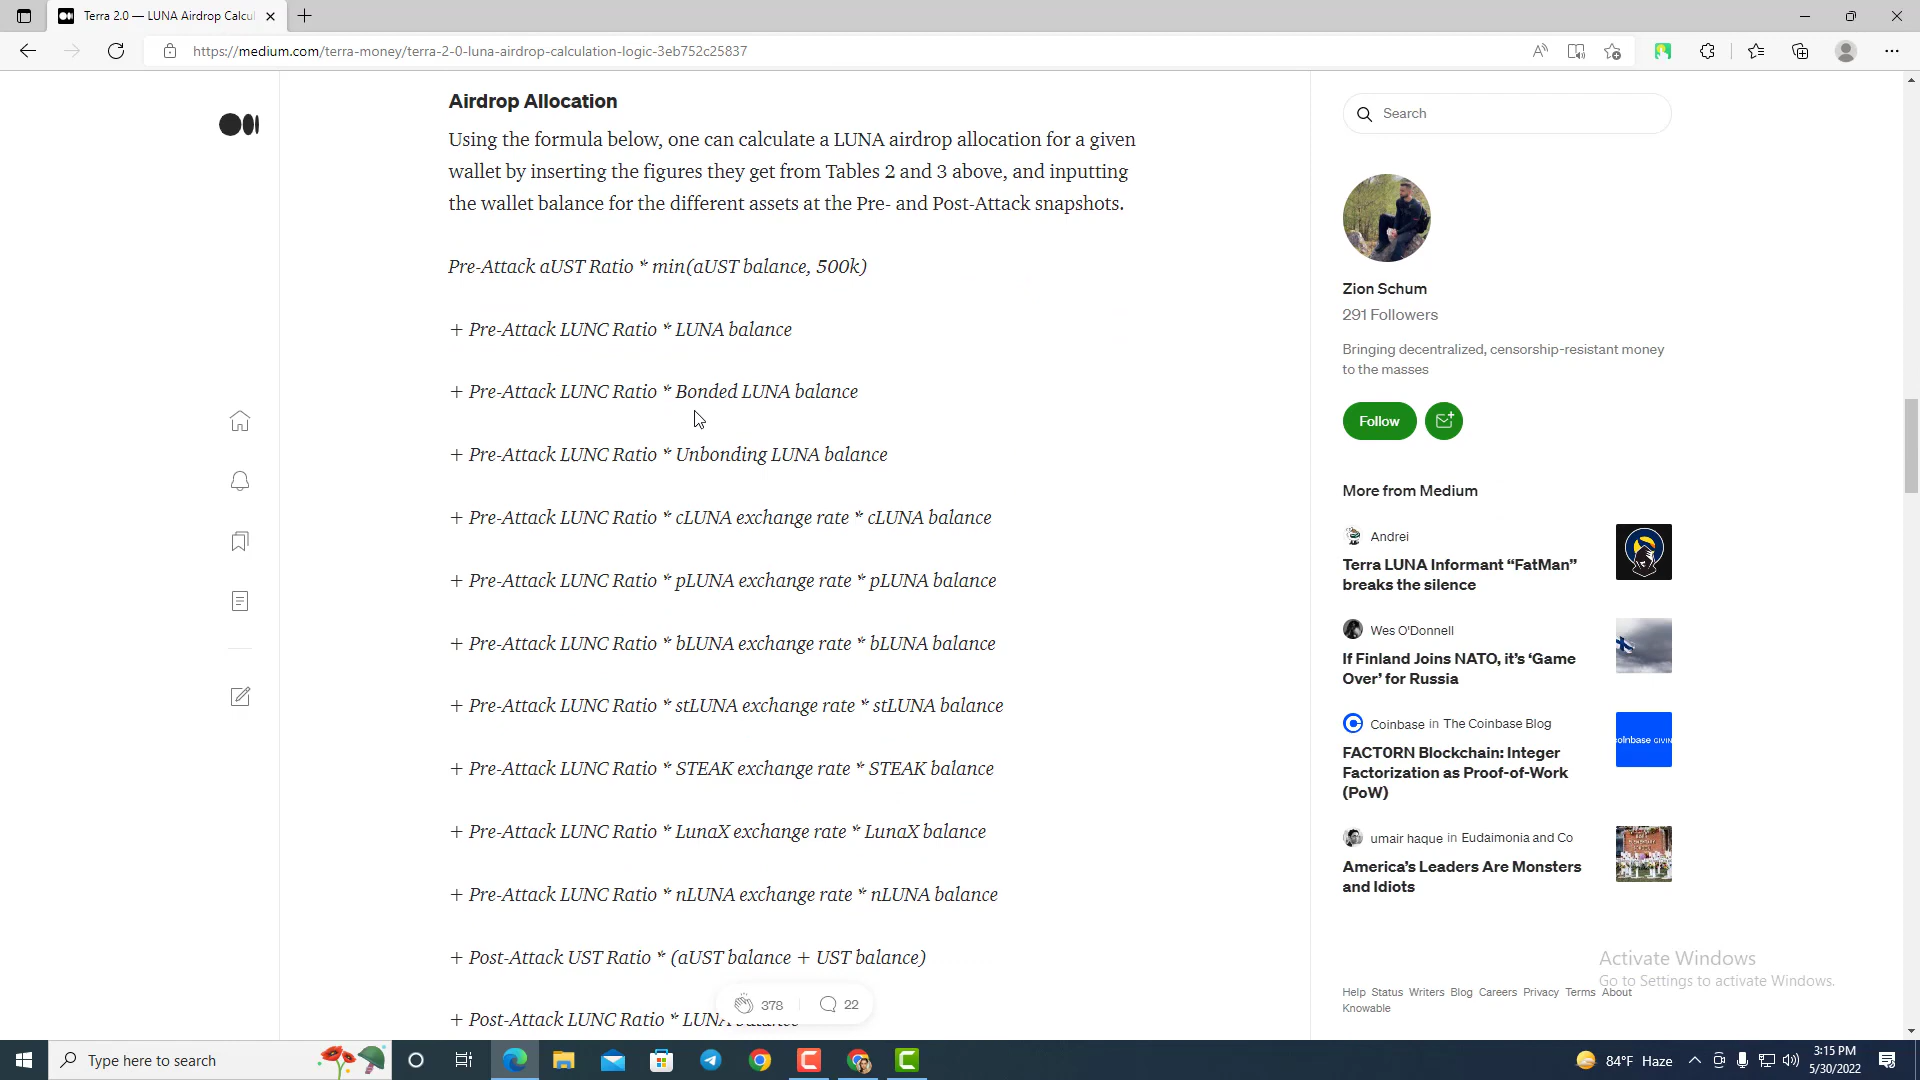 Terra 2.0 — LUNA Airdrop Calcul
https://medium.com/terra-money/terra-2-0-luna-airdrop-calculation-logic-3eb752c25837
Airdrop Allocation
Using the formula below, one can calculate a LUNA airdrop allocation for a given
wallet by inserting the figures they get from Tables 2 and 3 above, and inputting
the wallet balance for the different assets at the Pre- and Post-Attack snapshots.
Pre-Attack aUST Ratio * min(aUST balance, 500k)
+ Pre-Attack LUNC Ratio * LUNA balance
+ Pre-Attack LUNC Ratio * Bonded LUNA balance
+ Pre-Attack LUNC Ratio * Unbonding LUNA balance
+ Pre-Attack LUNC Ratio * cLUNA exchange rate * cLUNA balance
+ Pre-Attack LUNC Ratio * pLUNA exchange rate * pLUNA balance
+ Pre-Attack LUNC Ratio * bLUNA exchange rate * bLUNA balance
+ Pre-Attack LUNC Ratio * stLUNA exchange rate * stLUNA balance
+ Pre-Attack LUNC Ratio * STEAK exchange rate * STEAK balance
+ Pre-Attack LUNC Ratio * LunaX exchange rate * LunaX balance
+ Pre-Attack LUNC Ratio * nLUNA exchange rate * nLUNA balance
+ Post-Attack UST Ratio * (aUST balance + UST balance)
+ Post-Attack LUNC Ratio * LUNA balance
378
22
Search
Zion Schum
291 Followers
Bringing decentralized, censorship-resistant money
to the masses
Follow
More from Medium
Andrei
Terra LUNA Informant “FatMan”
breaks the silence
Wes O'Donnell
If Finland Joins NATO, it’s ‘Game
Over’ for Russia
Coinbase in The Coinbase Blog
FACT0RN Blockchain: Integer
Factorization as Proof-of-Work
(PoW)
coinbase GIVIN
umair haque in Eudaimonia and Co
America’s Leaders Are Monsters
and Idiots
Activate Windows
Go to Settings to activate Windows.
Help Status Writers Blog Careers Privacy Terms About
Knowable
Type here to search
84°F Haze
3:15 PM
5/30/2022